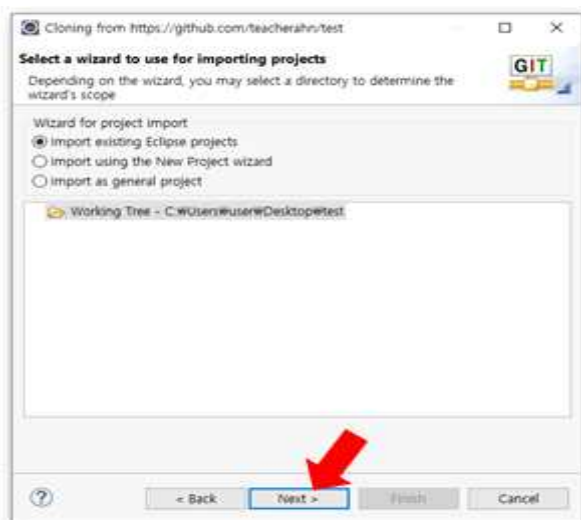 Cloning from https://github.com/teacherahn/test
Select a wizard to use for importing projects
Depending on the wizard, you may select a directory to determine the
wizard's scope
GIT
Wizard for project import
Import existing Eclipse projects
Import using the New Project wizard
Import as general project
Working Tree - C:₩Users₩user₩Desktop₩test
?
< Back
Next >
Finish
Cancel